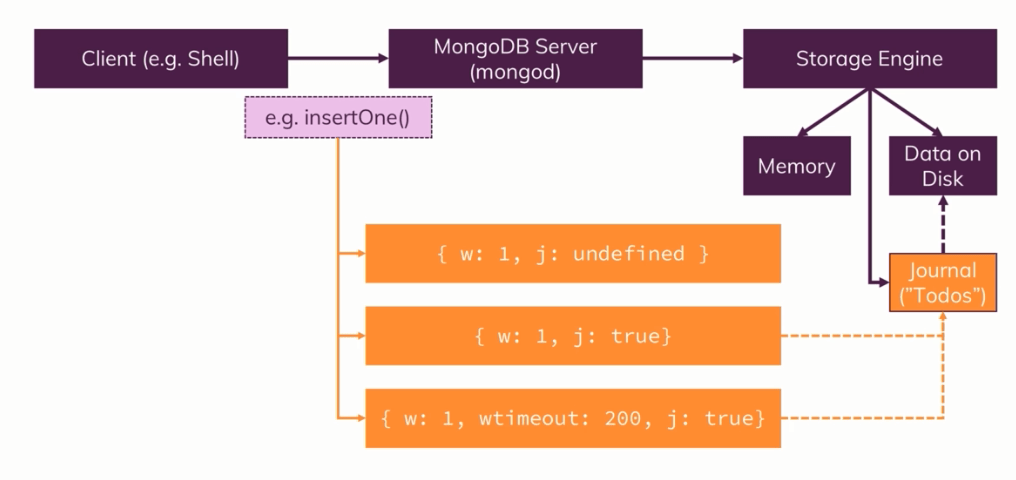 Client (e.g. Shell)
MongoDB Server
(mongod)
Storage Engine
e.g. insertOne()
Memory
Data on
Disk
{ w: 1, j: undefined }
Journal
("Todos")
{ w: 1, j: true}
{ w: 1, wtimeout: 200, j: true}